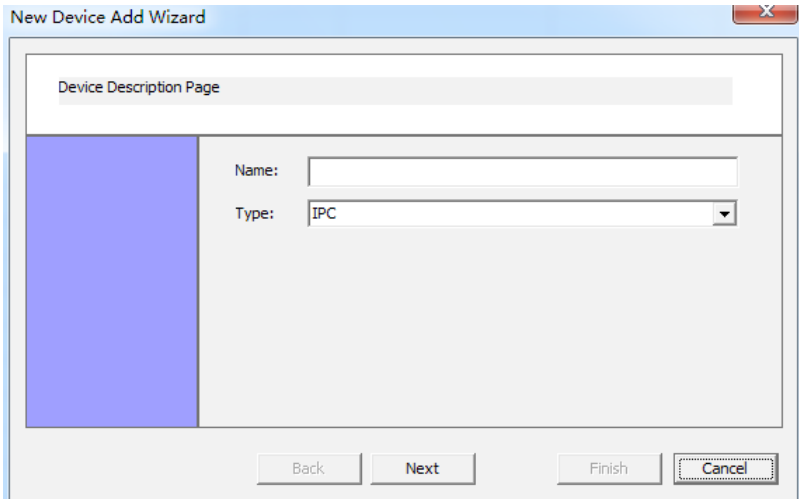 New Device Add Wizard
Device Description Page
Name:
Type: IPC
Back Next Finish Cancel